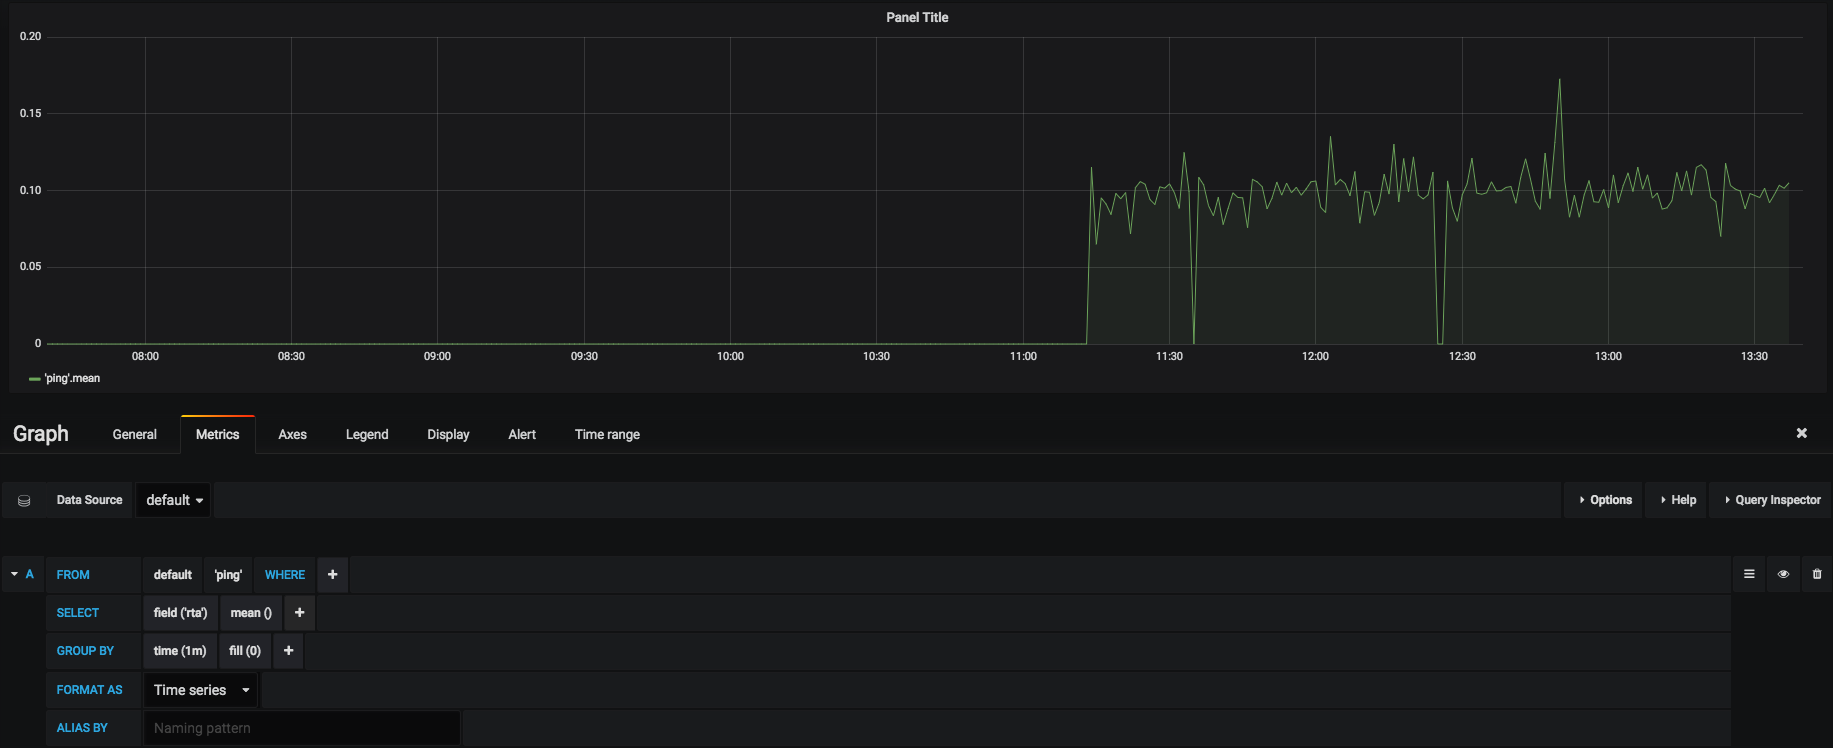 Panel Title
0.20
0.15
0.10
0.05
0
08:00 08:30 09:00 09:30 10:00 10:30 11:00 11:30 12:00 12:30 13:00 13:30
'ping'.mean
Graph General Metrics Axes Legend Display Alert Time range
Data Source default Options Help Query Inspector
A FROM default 'ping' WHERE +
SELECT field ('rta') mean () +
GROUP BY time (1m) fill (0) +
FORMAT AS Time series
ALIAS BY Naming pattern